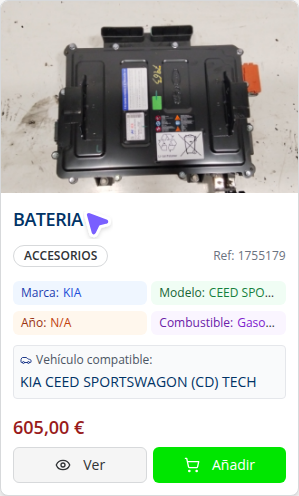 7963
BATERIA
ACCESORIOS
Ref: 1755179
Marca: KIA
Modelo: CEED SPO...
Año: N/A
Combustible: Gaso...
Vehículo compatible:
KIA CEED SPORTSWAGON (CD) TECH
605,00 €
Ver
Añadir